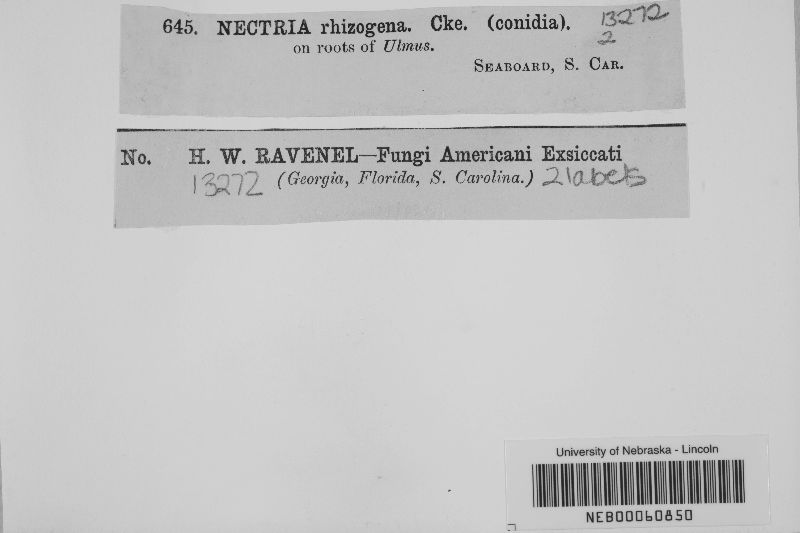 645. NECTRIA rhizogena. Cke. (conidia). 13272
2
on roots of Ulmus.
SEABOARD, S. CAR.
No. H. W. RAVENEL—Fungi Americani Exsiccati
13272 (Georgia, Florida, S. Carolina.) 2 labels
University of Nebraska - Lincoln
NEB00060850